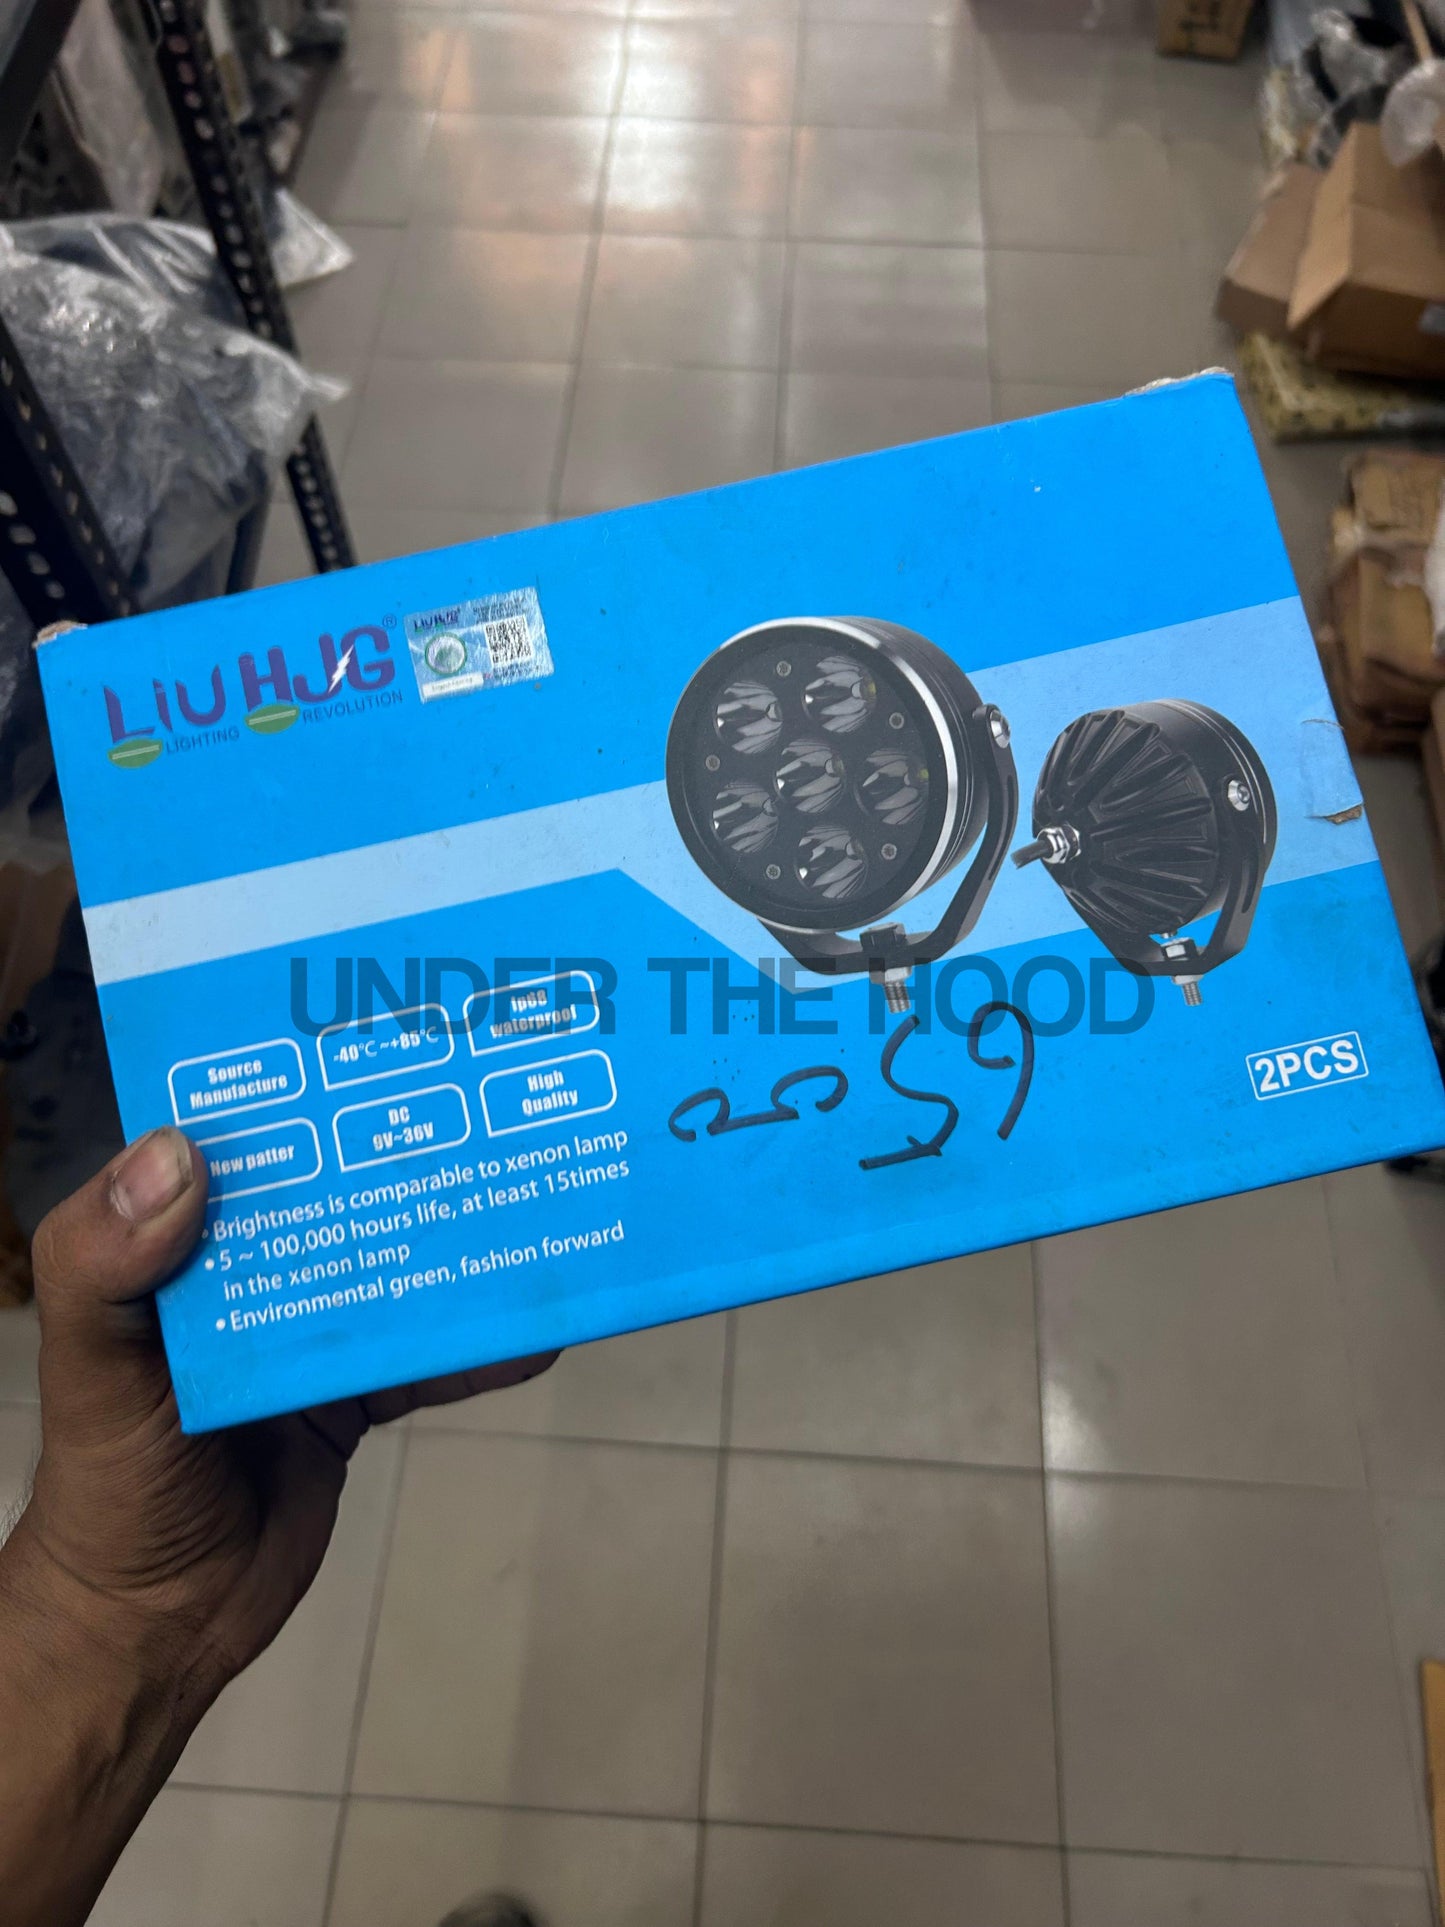 LIU HJG®
LIGHTING REVOLUTION
LIU HJG
UNDER THE HOOD
Source
Manufacture
-40℃~+85℃
ip68
waterproof
New patter
DC
9V~36V
High
Quality
• Brightness is comparable to xenon lamp
• 5 ~ 100,000 hours life, at least 15times
in the xenon lamp
• Environmental green, fashion forward
2PCS